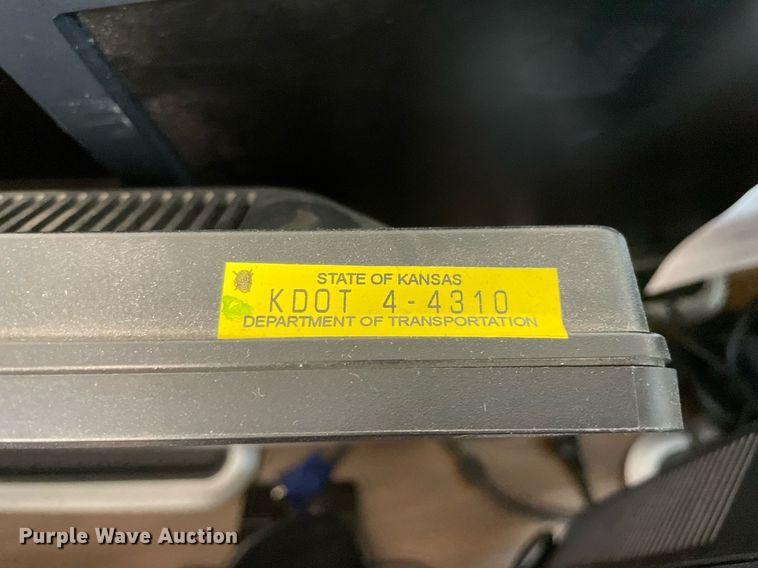 STATE OF KANSAS
KDOT 4-4310
DEPARTMENT OF TRANSPORTATION
Purple Wave Auction